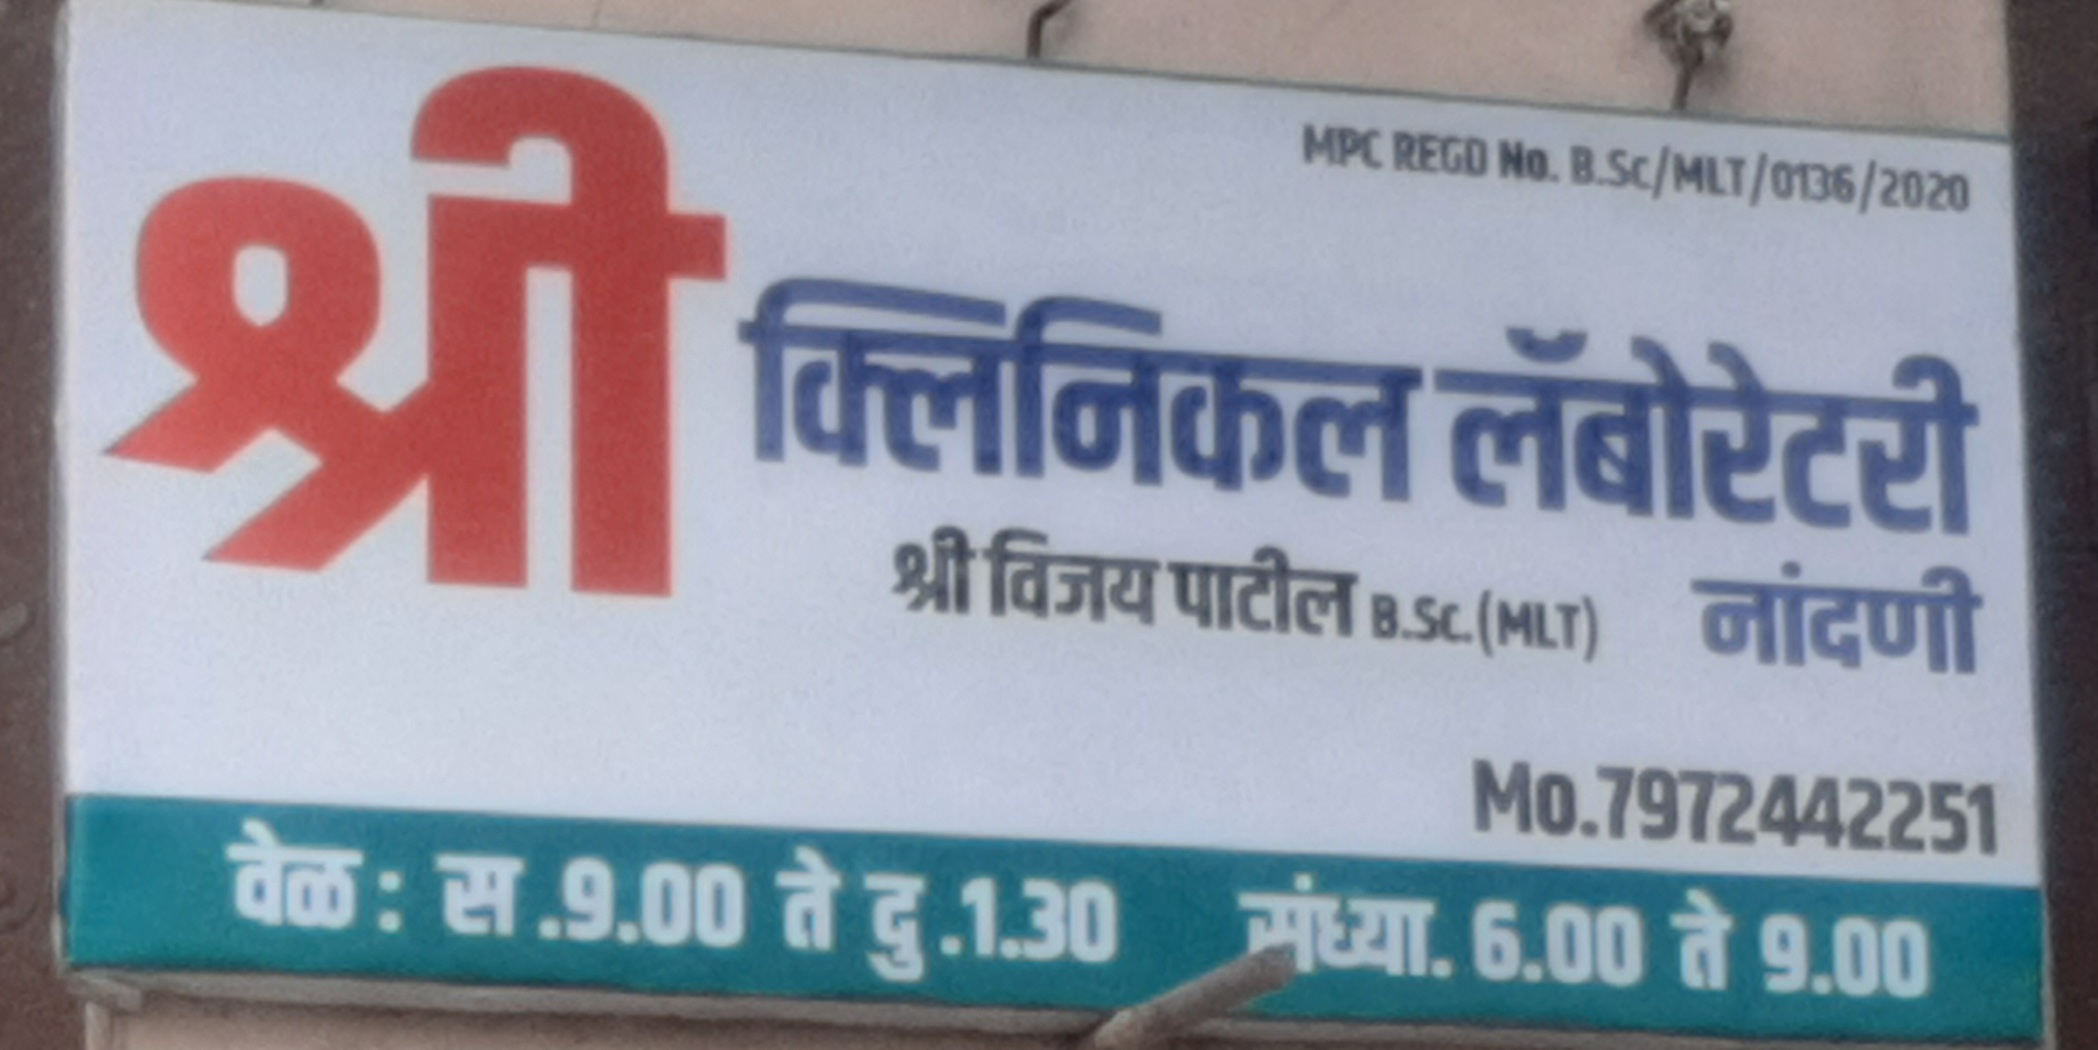 MPC REGD No. B.Sc/MLT/0136/2020
श्री क्लिनिकल लॅबोरेटरी
श्री विजय पाटील B.Sc.(MLT) नांदणी
Mo.7972442251
वेळ : स .9.00 ते दु .1.30 संध्या. 6.00 ते 9.00